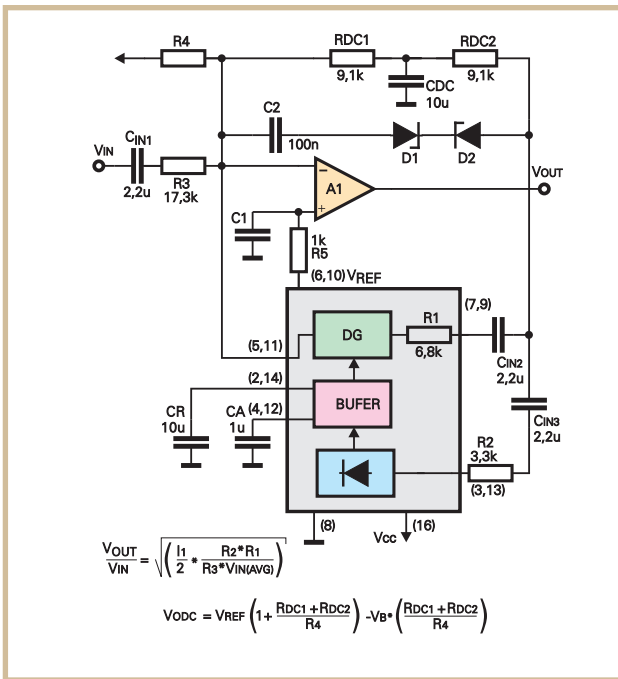 R4
RDC1
9,1k
RDC2
9,1k
CDC
10u
C2
100n
D1
D2
VIN
CIN1
2,2u
R3
17,3k
−
A1
+
VOUT
C1
1k
R5
(6,10) VREF
(7,9)
(5,11)
DG
R1
6,8k
CIN2
2,2u
(2,14)
CR
10u
(4,12)
CA
1u
BUFER
CIN3
2,2u
R2
3,3k
(3,13)
(8)
VCC
(16)
VOUT/VIN = √(I1/2 * R2*R1/R3*VIN(AVG))
VODC = VREF (1+ RDC1+RDC2/R4) -VB• (RDC1+RDC2/R4)